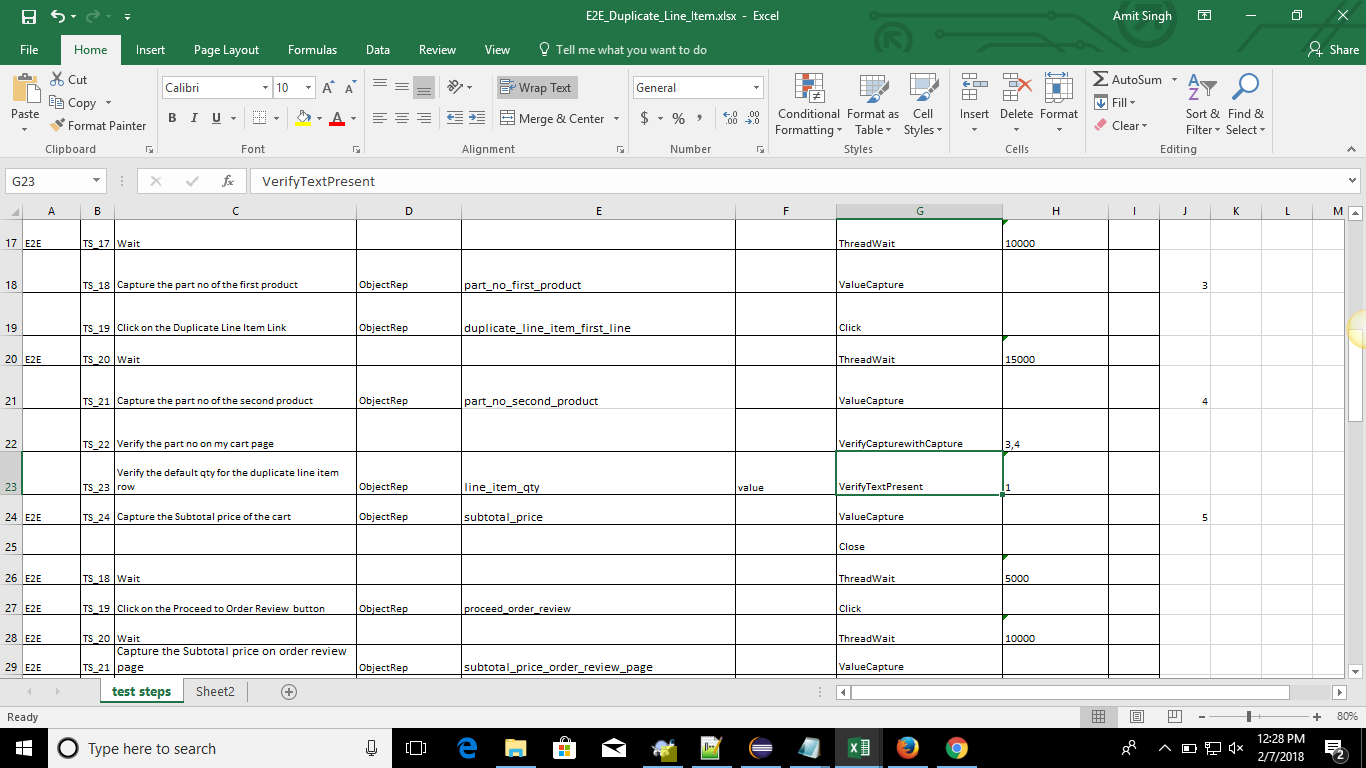 E2E_Duplicate_Line_Item.xlsx - Excel
Amit Singh
File Home Insert Page Layout Formulas Data Review View Tell me what you want to do Share
Paste
Cut
Copy
Format Painter
Clipboard
Calibri 10
B I U
Font
Wrap Text
Merge & Center
Alignment
General
$ % ,
Number
Conditional Formatting
Format as Table
Cell Styles
Styles
Insert Delete Format
Cells
AutoSum
Fill
Clear
Sort & Filter
Find & Select
Editing
G23 fx VerifyTextPresent
A B C D E F G H I J K L M
17 E2E TS_17 Wait ThreadWait 10000
18 TS_18 Capture the part no of the first product ObjectRep part_no_first_product ValueCapture 3
19 TS_19 Click on the Duplicate Line Item Link ObjectRep duplicate_line_item_first_line Click
20 E2E TS_20 Wait ThreadWait 15000
21 TS_21 Capture the part no of the second product ObjectRep part_no_second_product ValueCapture 4
22 TS_22 Verify the part no on my cart page VerifyCapturewithCapture 3,4
Verify the default qty for the duplicate line item
23 TS_23 row ObjectRep line_item_qty value VerifyTextPresent 1
24 E2E TS_24 Capture the Subtotal price of the cart ObjectRep subtotal_price ValueCapture 5
25 Close
26 E2E TS_18 Wait ThreadWait 5000
27 E2E TS_19 Click on the Proceed to Order Review button ObjectRep proceed_order_review Click
28 E2E TS_20 Wait ThreadWait 10000
Capture the Subtotal price on order review
29 E2E TS_21 page ObjectRep subtotal_price_order_review_page ValueCapture
test steps Sheet2
Ready 80%
Type here to search
12:28 PM
2/7/2018
2